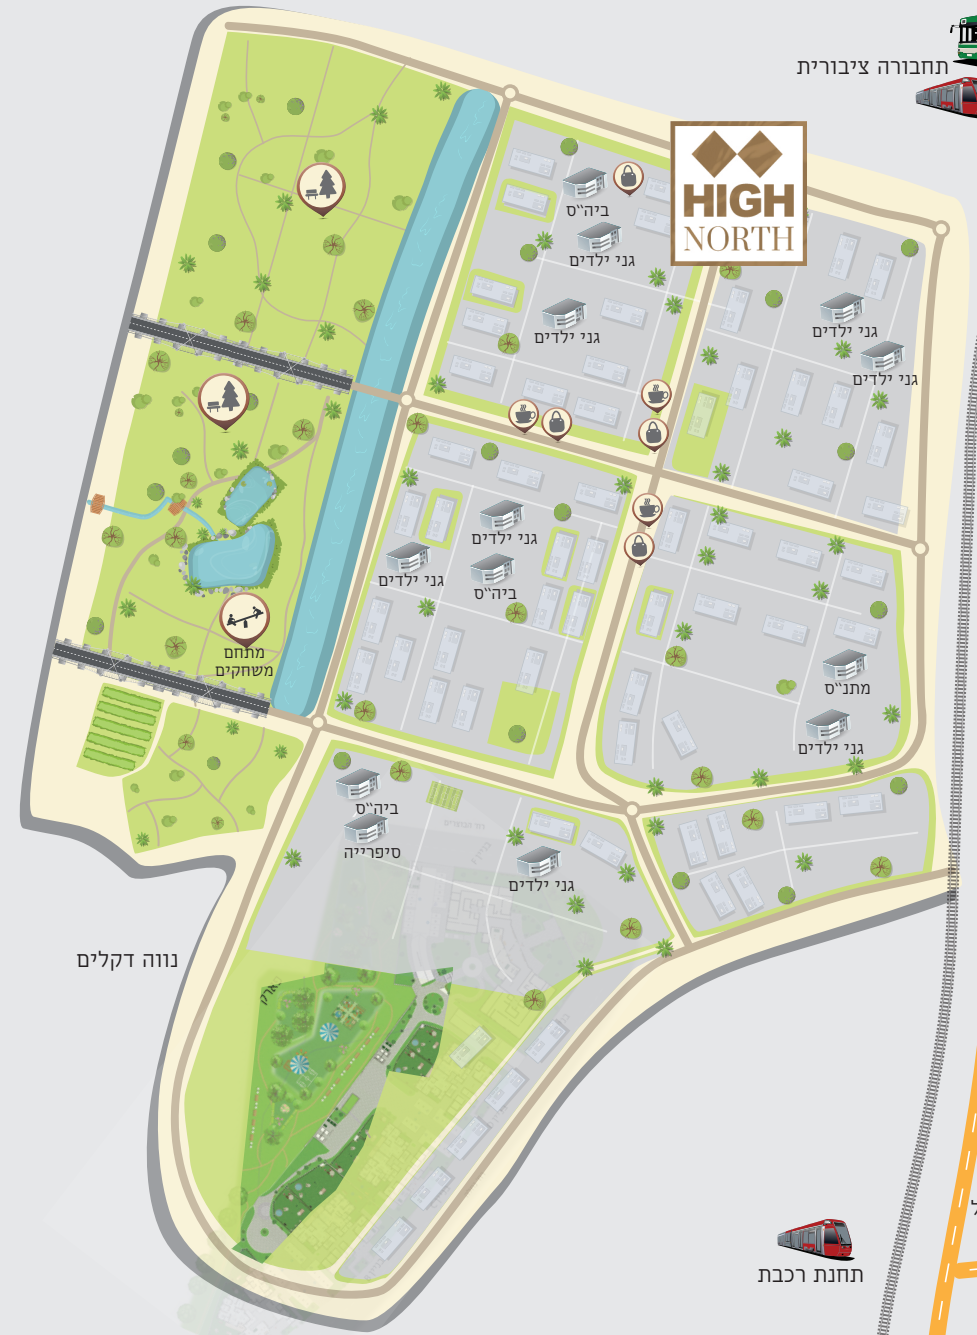 תחבורה ציבורית
HIGH
NORTH
ביה״ס
גני ילדים
גני ילדים
גני ילדים
גני ילדים
גני ילדים
גני ילדים
ביה״ס
מתחם
משחקים
מתנ״ס
גני ילדים
ביה״ס
סיפרייה
גני ילדים
נווה דקלים
תחנת רכבת